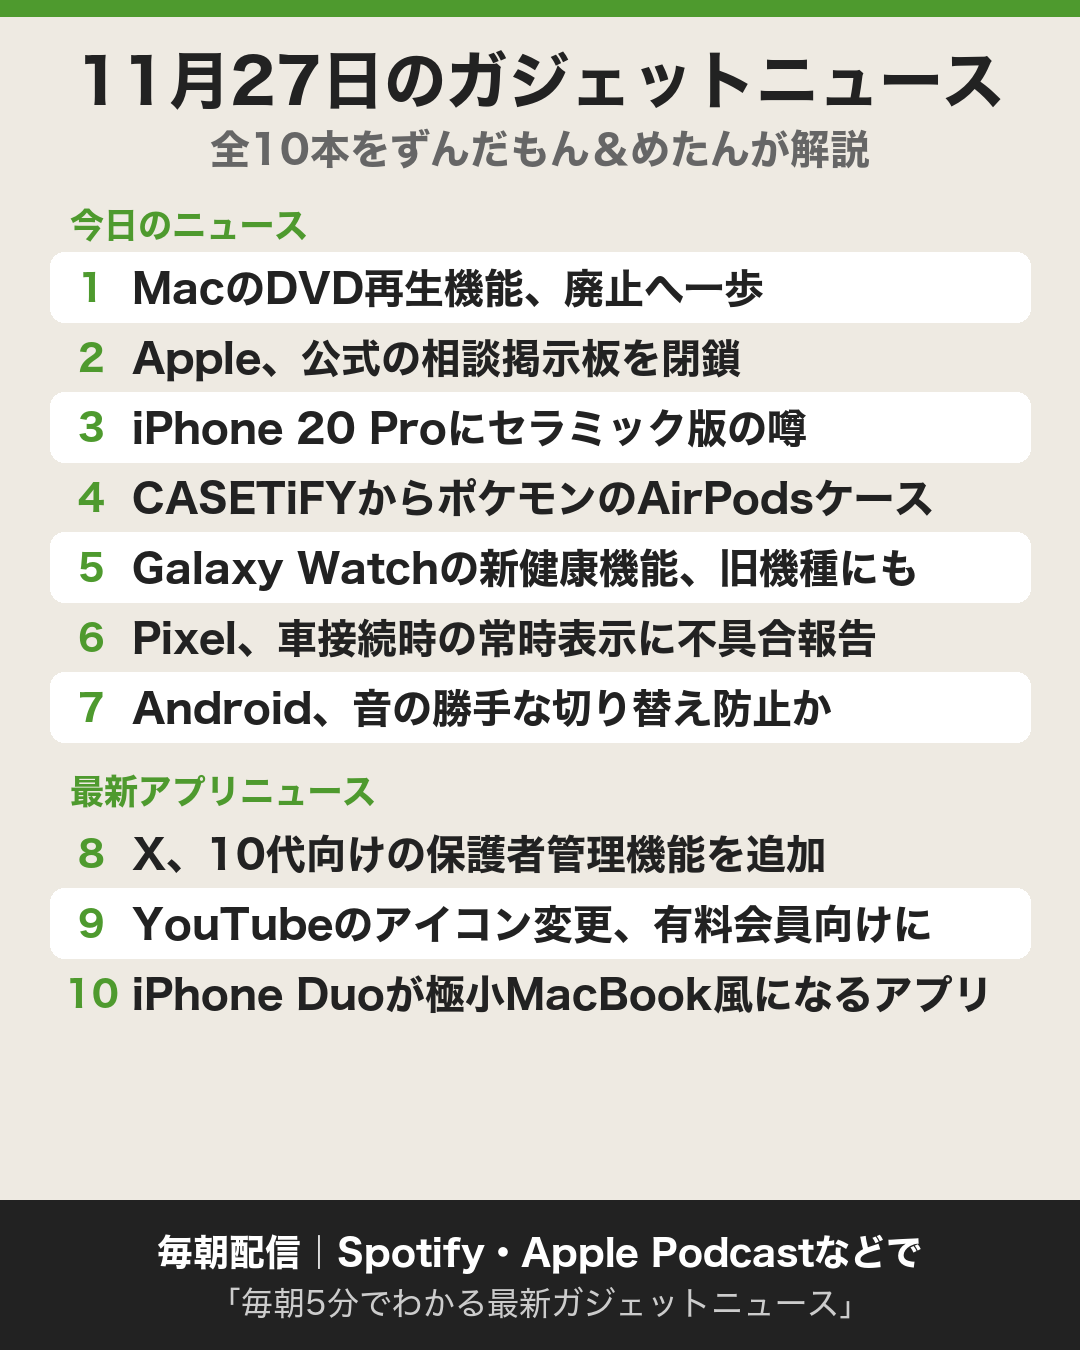 11月27日のガジェットニュース
全10本をずんだもん＆めたんが解説
今日のニュース
1 MacのDVD再生機能、廃止へ一歩
2 Apple、公式の相談掲示板を閉鎖
3 iPhone 20 Proにセラミック版の噂
4 CASETiFYからポケモンのAirPodsケース
5 Galaxy Watchの新健康機能、旧機種にも
6 Pixel、車接続時の常時表示に不具合報告
7 Android、音の勝手な切り替え防止か
最新アプリニュース
8 X、10代向けの保護者管理機能を追加
9 YouTubeのアイコン変更、有料会員向けに
10 iPhone Duoが極小MacBook風になるアプリ
毎朝配信｜Spotify・Apple Podcastなどで
「毎朝5分でわかる最新ガジェットニュース」